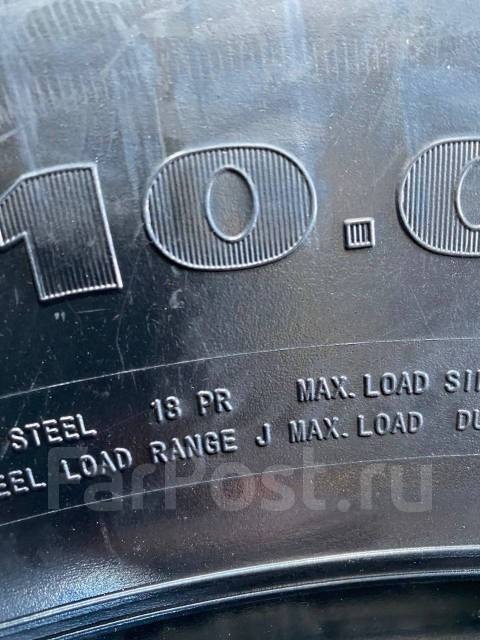 10.0
STEEL 18 PR MAX. LOAD SI
EEL LOAD RANGE J MAX. LOAD DU
FarPost.ru